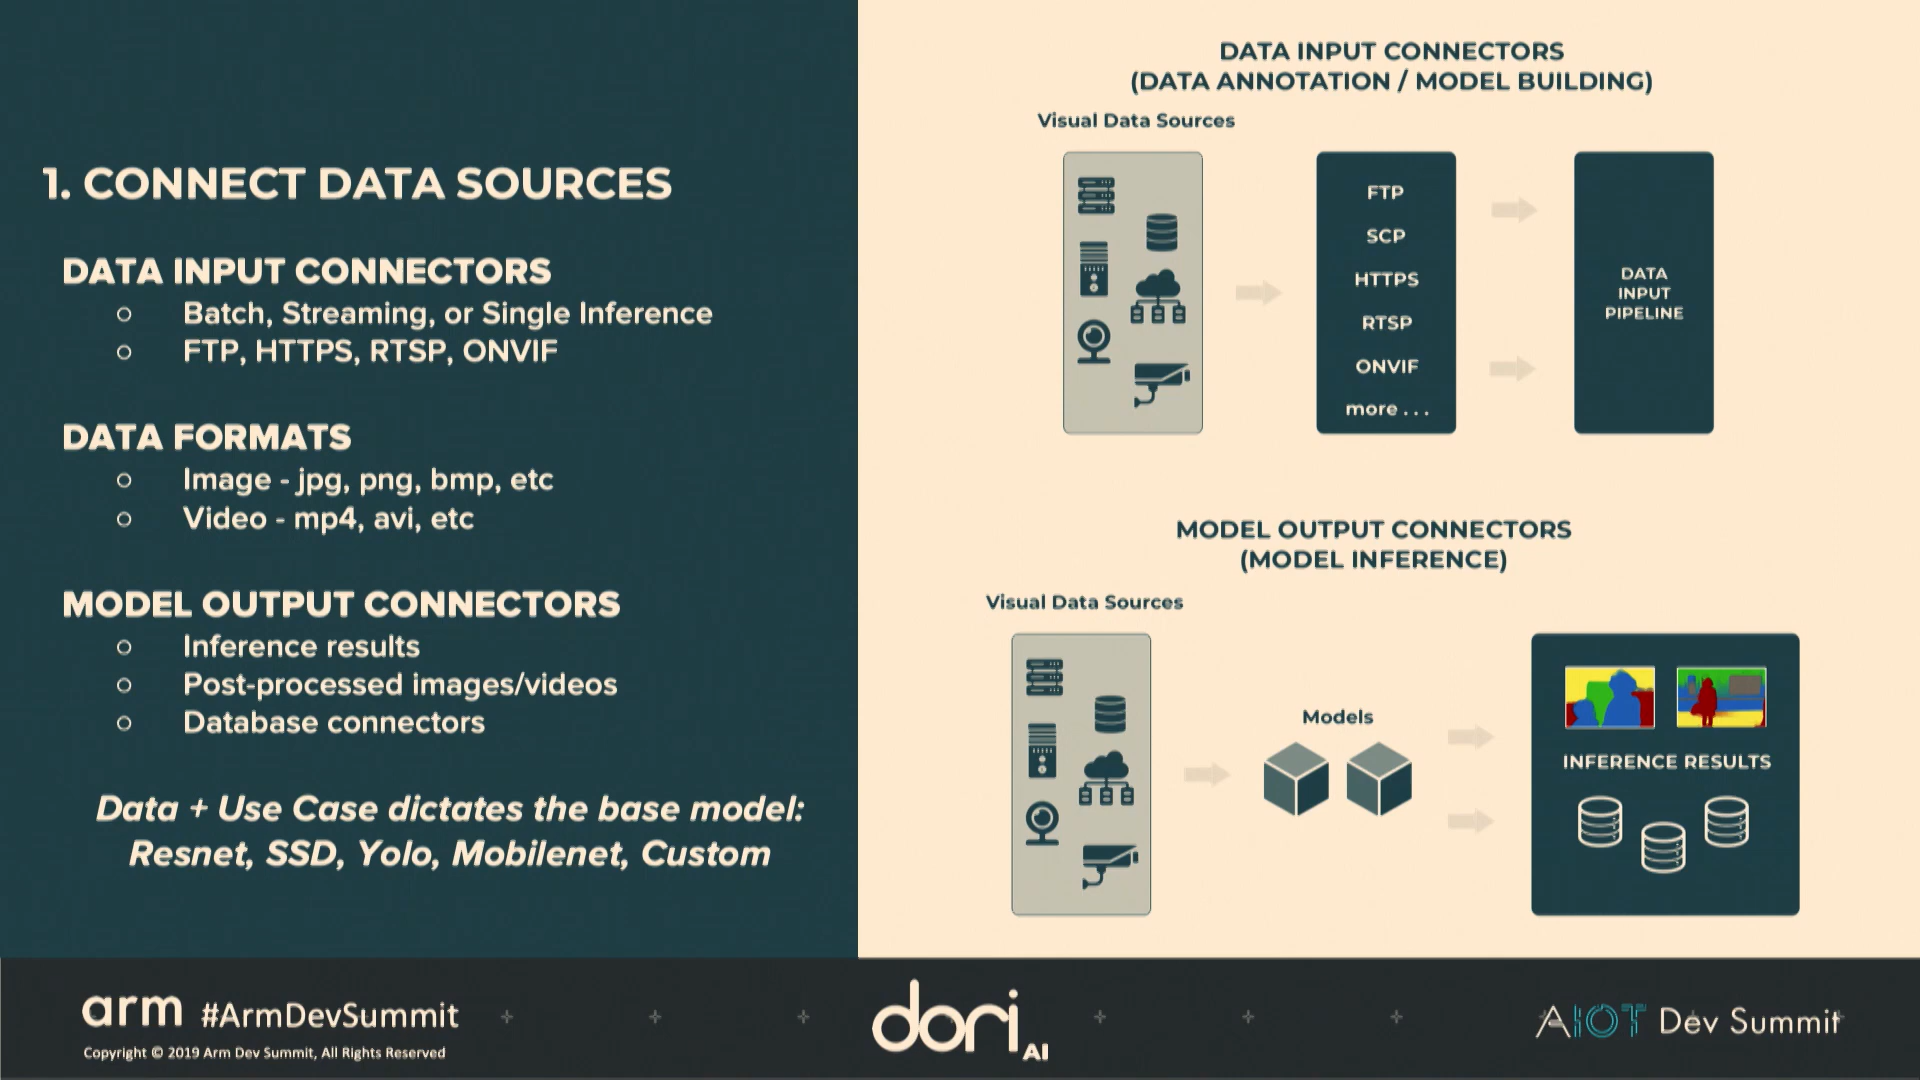 1. CONNECT DATA SOURCES
DATA INPUT CONNECTORS
○ Batch, Streaming, or Single Inference
○ FTP, HTTPS, RTSP, ONVIF
DATA FORMATS
○ Image - jpg, png, bmp, etc
○ Video - mp4, avi, etc
MODEL OUTPUT CONNECTORS
○ Inference results
○ Post-processed images/videos
○ Database connectors
Data + Use Case dictates the base model:
Resnet, SSD, Yolo, Mobilenet, Custom
DATA INPUT CONNECTORS
(DATA ANNOTATION / MODEL BUILDING)
Visual Data Sources
FTP
SCP
HTTPS
RTSP
ONVIF
more . . .
DATA
INPUT
PIPELINE
MODEL OUTPUT CONNECTORS
(MODEL INFERENCE)
Visual Data Sources
Models
INFERENCE RESULTS
arm #ArmDevSummit
Copyright © 2019 Arm Dev Summit, All Rights Reserved
dori AI
AIOT Dev Summit